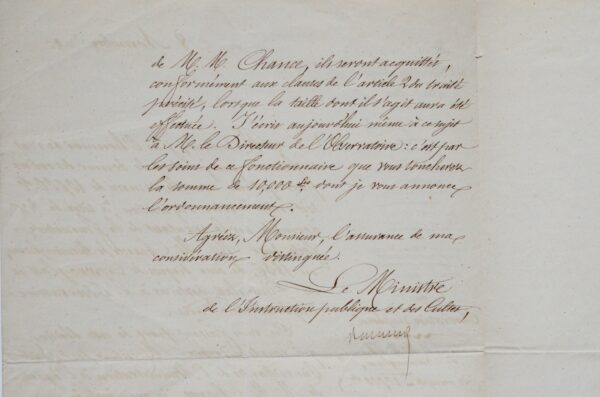 de M. M. Chance, ils seront acquittés,
conformément aux clauses de l'article 2 du traité
précité, lorsque la taille dont il s'agit aura été
effectuée. J'écris aujourd'hui même à ce sujet
à M. le Directeur de l'Observatoire : c'est par
les soins de ce fonctionnaire que vous toucherez
la somme de 10,000 fr dont je vous annonce
l'ordonnancement.
Agréez, Monsieur, l'assurance de ma
considération distinguée.
Le Ministre
de l'Instruction publique et des Cultes,